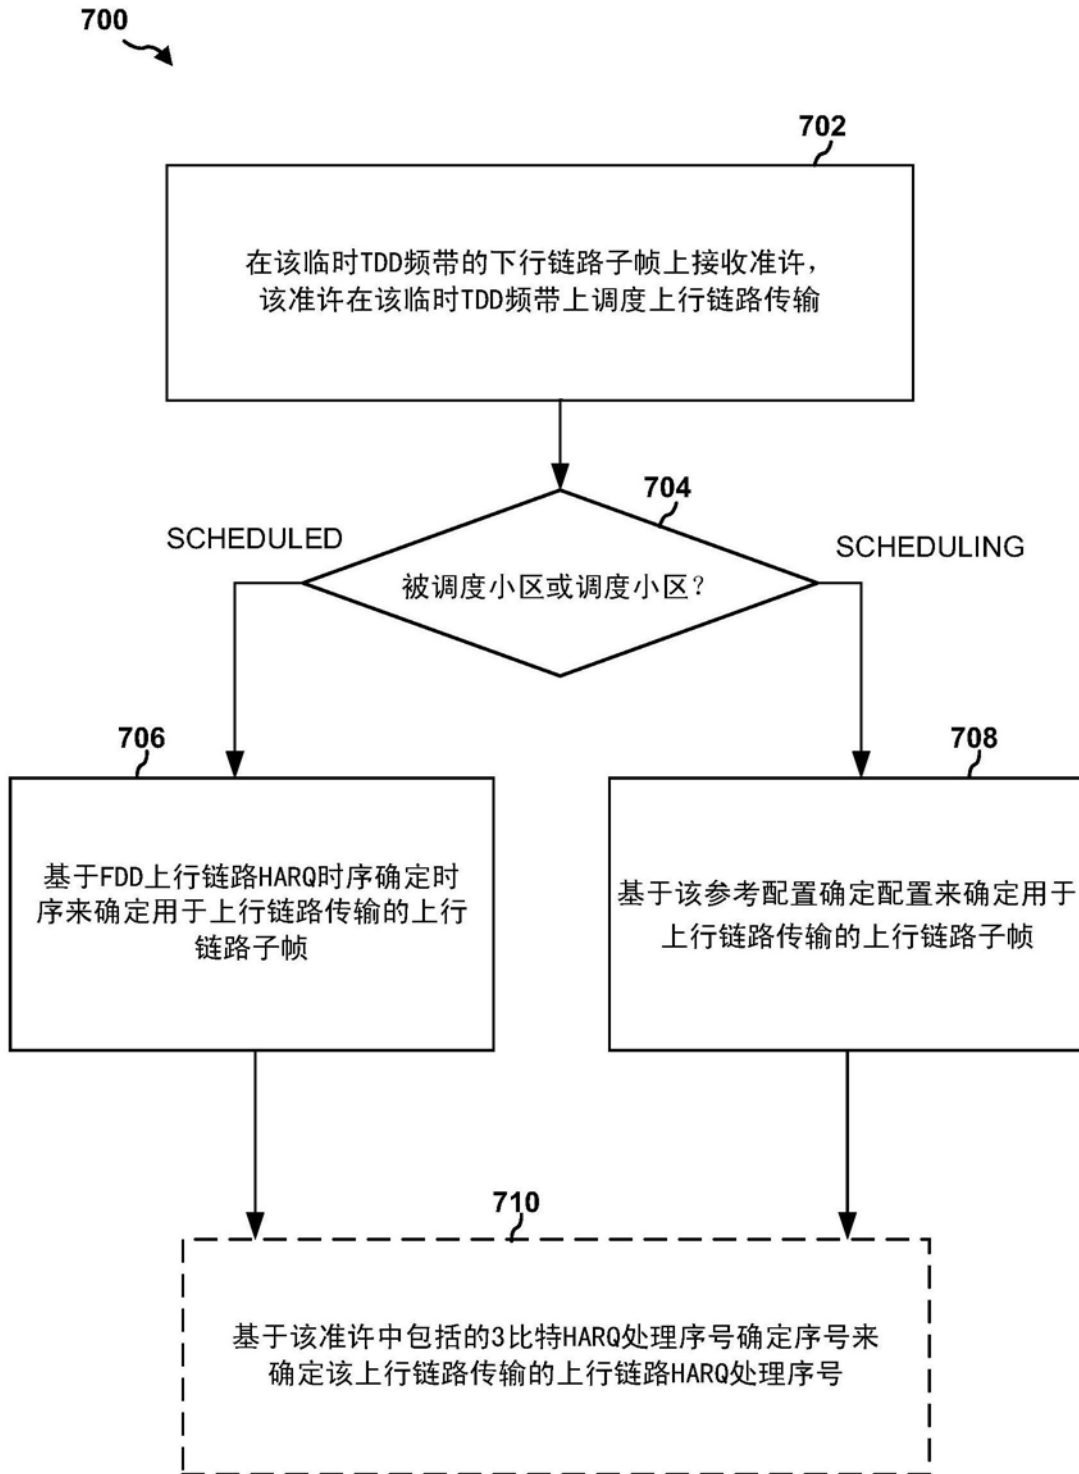 700
702
在该临时TDD频带的下行链路子帧上接收准许，
该准许在该临时TDD频带上调度上行链路传输
704
SCHEDULED
SCHEDULING
被调度小区或调度小区？
706
708
基于FDD上行链路HARQ时序确定时
序来确定用于上行链路传输的上行
链路子帧
基于该参考配置确定配置来确定用于
上行链路传输的上行链路子帧
710
基于该准许中包括的3比特HARQ处理序号确定序号来
确定该上行链路传输的上行链路HARQ处理序号